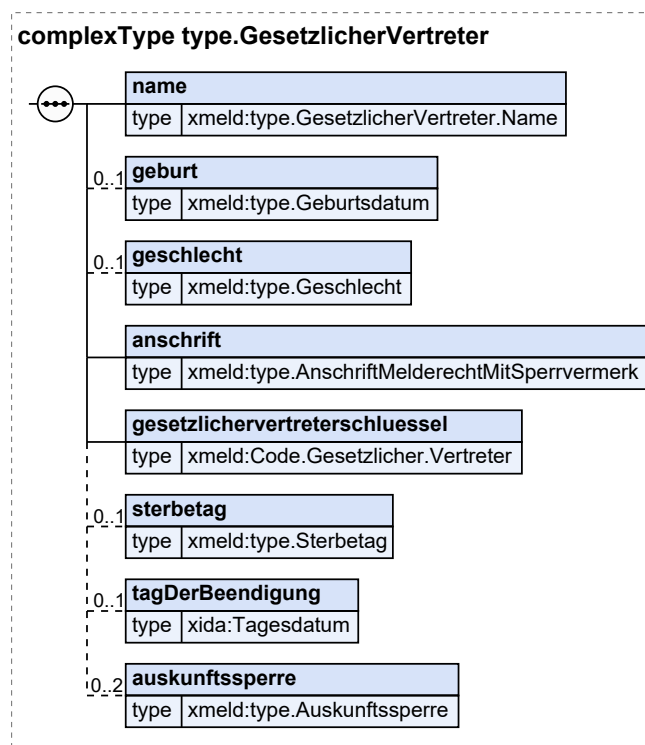 complexType type.GesetzlicherVertreter
name
type xmeld:type.GesetzlicherVertreter.Name
0..1
geburt
type xmeld:type.Geburtsdatum
0..1
geschlecht
type xmeld:type.Geschlecht
anschrift
type xmeld:type.AnschriftMelderechtMitSperrvermerk
gesetzlichervertreterschluessel
type xmeld:Code.Gesetzlicher.Vertreter
0..1
sterbetag
type xmeld:type.Sterbetag
0..1
tagDerBeendigung
type xida:Tagesdatum
0..2
auskunftssperre
type xmeld:type.Auskunftssperre